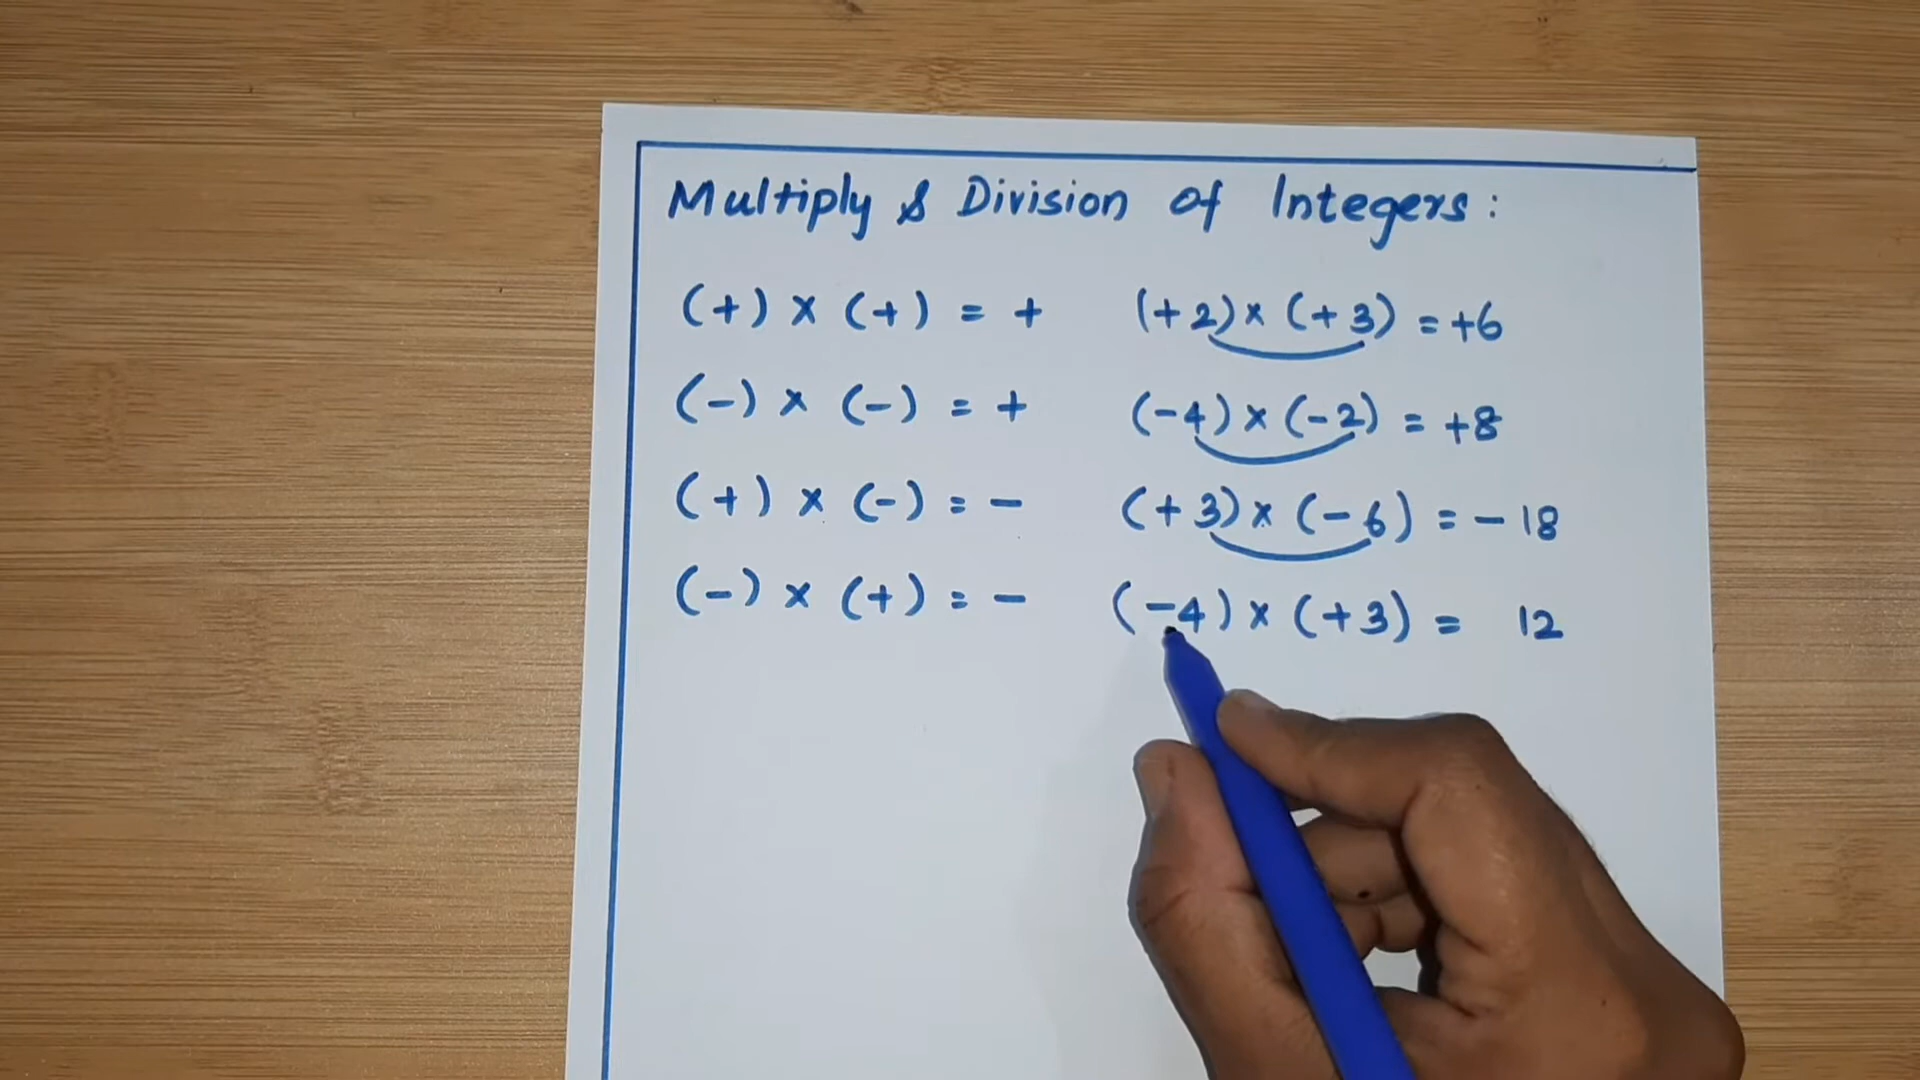 Multiply & Division of Integers:
(+) × (+) = + (+2) × (+3) = +6
(-) × (-) = + (-4) × (-2) = +8
(+) × (-) = - (+3) × (-6) = - 18
(-) × (+) = - (-4) × (+3) = 12